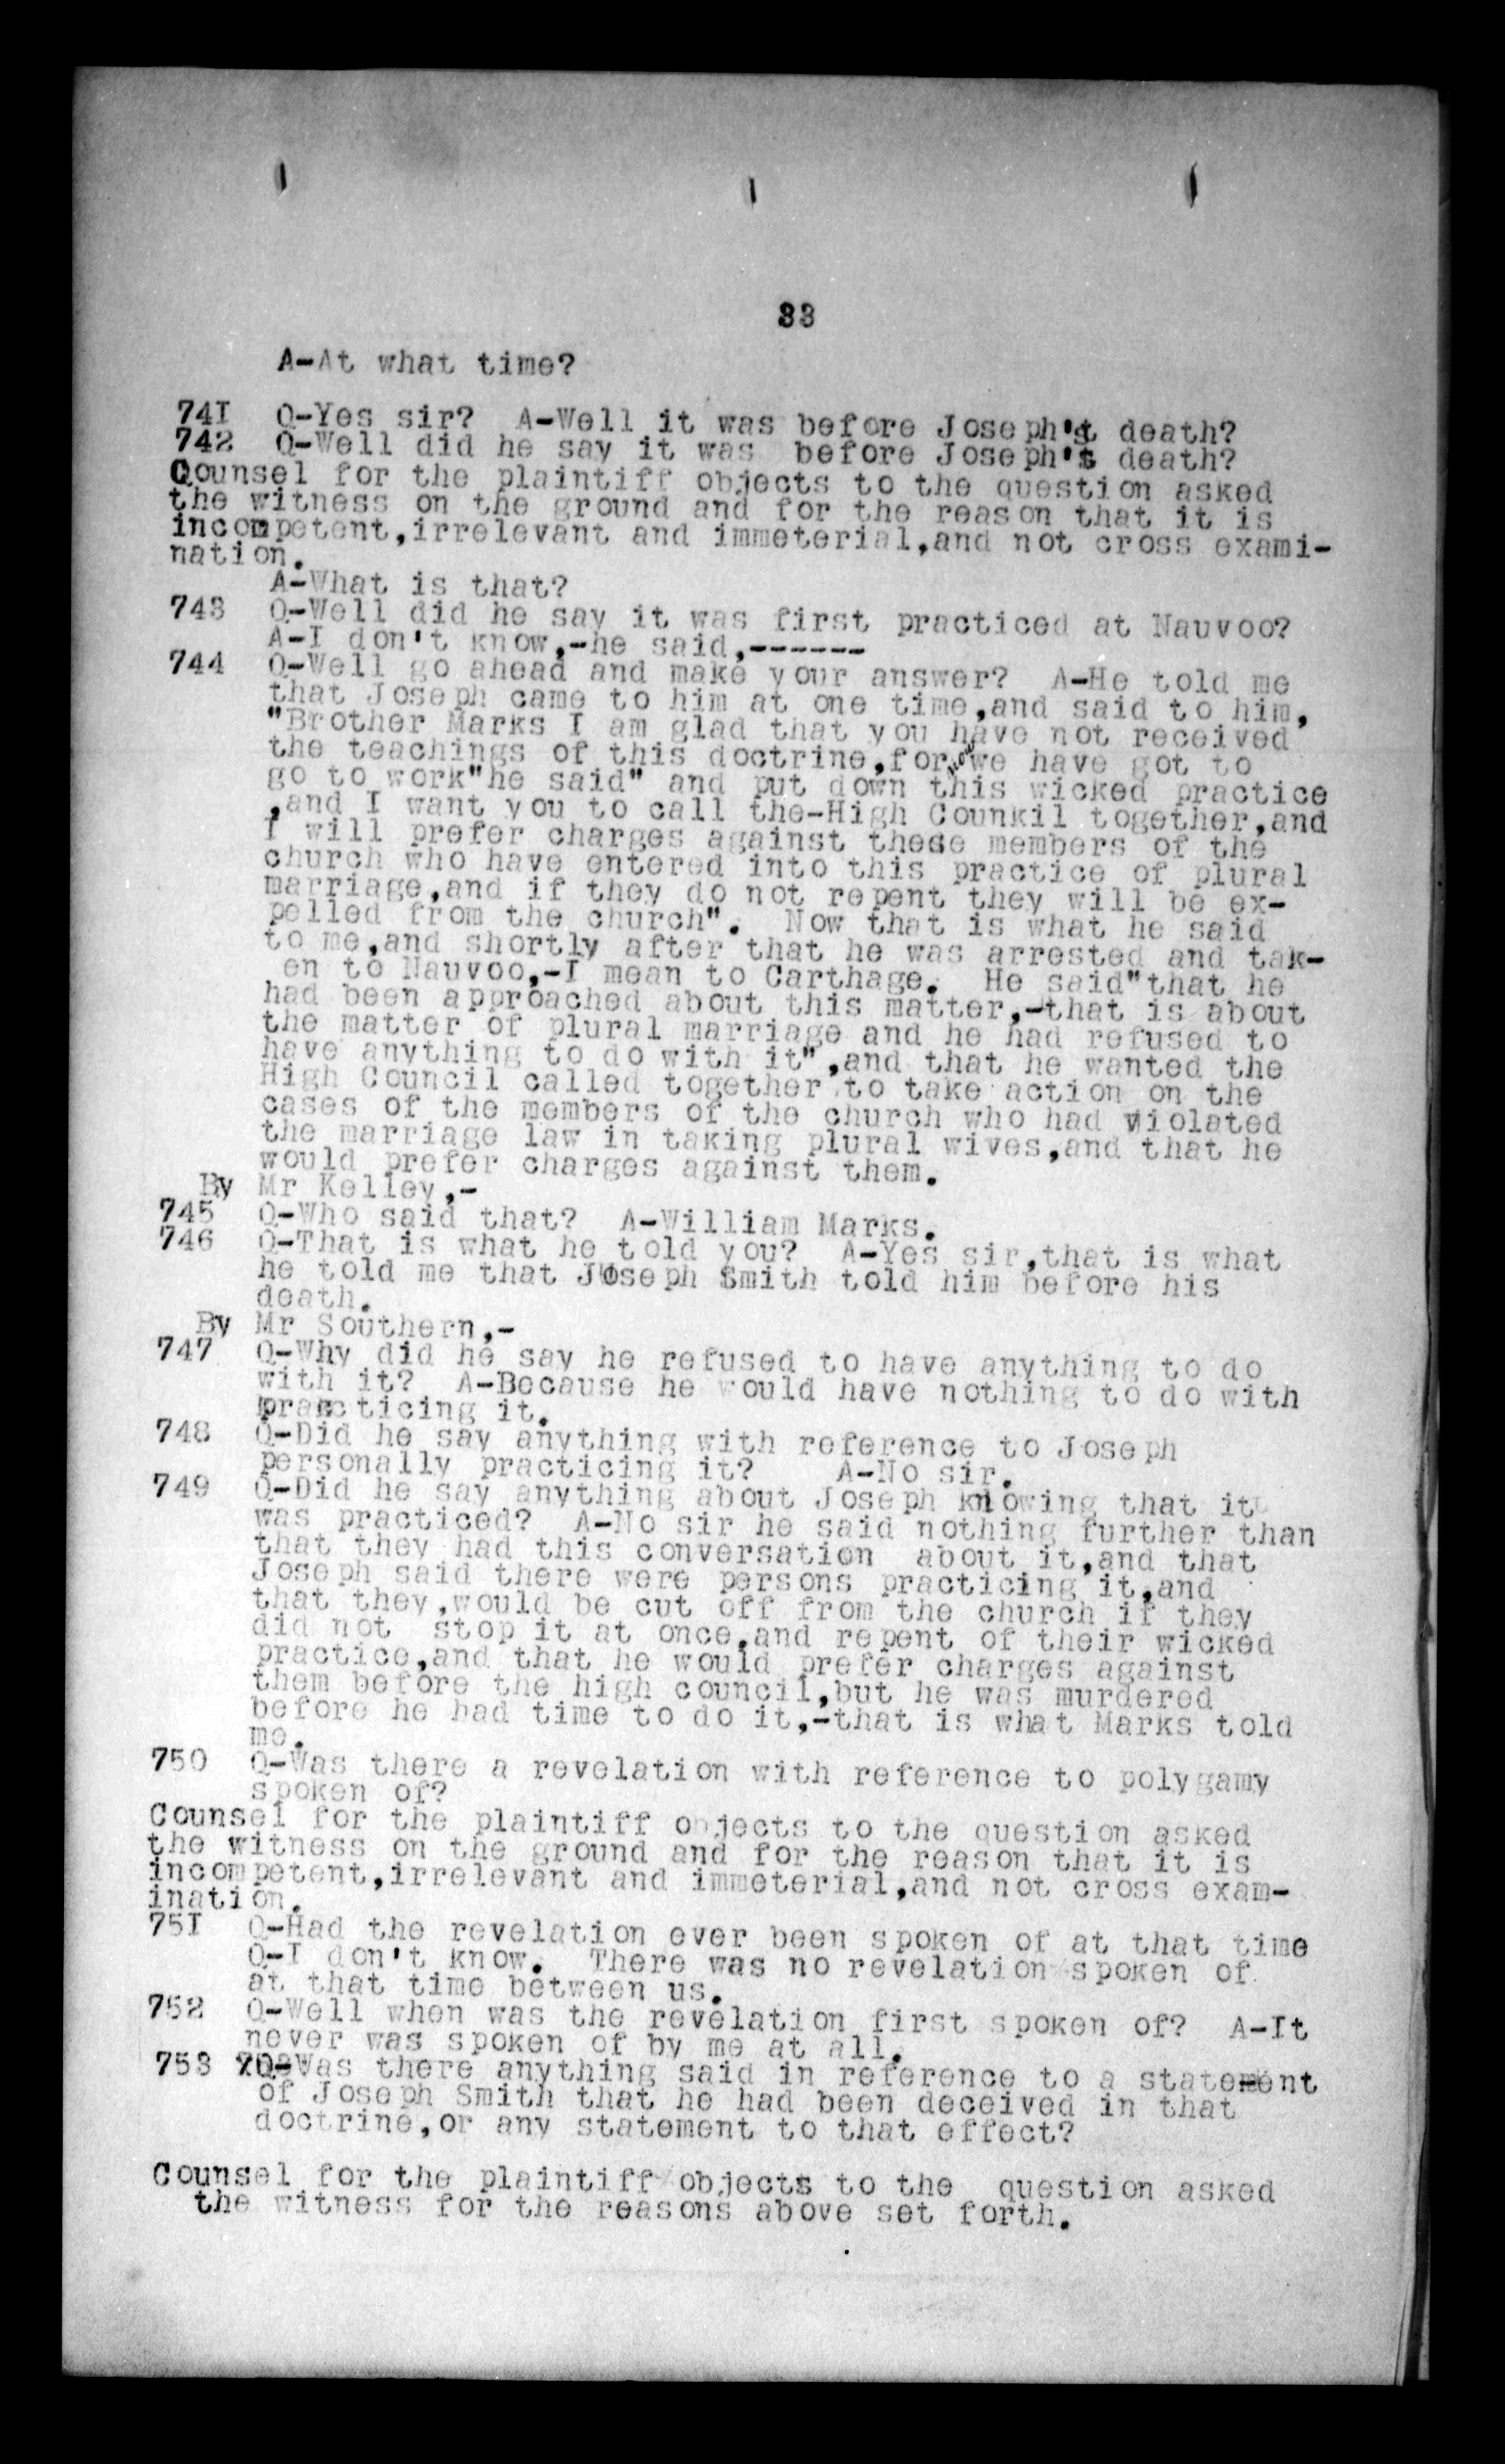 33
A-At what time?
741 Q-Yes sir? A-Well it was before Joseph's death?
742 Q-Well did he say it was before Joseph's death?
Counsel for the plaintiff objects to the question asked
the witness on the ground and for the reason that it is
incompetent,irrelevant and immeterial,and not cross exami-
nation.
A-What is that?
743 Q-Well did he say it was first practiced at Nauvoo?
A-I don't know,-he said,------
744 Q-Well go ahead and make your answer? A-He told me
that Joseph came to him at one time,and said to him,
"Brother Marks I am glad that you have not received
the teachings of this doctrine,for now we have got to
go to work"he said" and put down this wicked practice
,and I want you to call the-High Counkil together,and
I will prefer charges against these members of the
church who have entered into this practice of plural
marriage,and if they do not repent they will be ex-
pelled from the church". Now that is what he said
to me,and shortly after that he was arrested and tak-
en to Nauvoo,-I mean to Carthage. He said"that he
had been approached about this matter,-that is about
the matter of plural marriage and he had refused to
have anything to do with it",and that he wanted the
High Council called together to take action on the
cases of the members of the church who had violated
the marriage law in taking plural wives,and that he
would prefer charges against them.
By Mr Kelley,-
745 Q-Who said that? A-William Marks.
746 Q-That is what he told you? A-Yes sir,that is what
he told me that Joseph Smith told him before his
death.
By Mr Southern,-
747 Q-Why did he say he refused to have anything to do
with it? A-Because he would have nothing to do with
practicing it.
748 Q-Did he say anything with reference to Joseph
personally practicing it? A-No sir.
749 Q-Did he say anything about Joseph knowing that it
was practiced? A-No sir he said nothing further than
that they had this conversation about it,and that
Joseph said there were persons practicing it,and
that they,would be cut off from the church if they
did not stop it at once,and repent of their wicked
practice,and that he would prefer charges against
them before the high council,but he was murdered
before he had time to do it,-that is what Marks told
me.
750 Q-Was there a revelation with reference to polygamy
spoken of?
Counsel for the plaintiff objects to the question asked
the witness on the ground and for the reason that it is
incompetent,irrelevant and immeterial,and not cross exam-
ination.
751 Q-Had the revelation ever been spoken of at that time
Q-I don't know. There was no revelation spoken of
at that time between us.
752 Q-Well when was the revelation first spoken of? A-It
never was spoken of by me at all.
753 Q-Was there anything said in reference to a statement
of Joseph Smith that he had been deceived in that
doctrine,or any statement to that effect?
Counsel for the plaintiff objects to the question asked
the witness for the reasons above set forth.